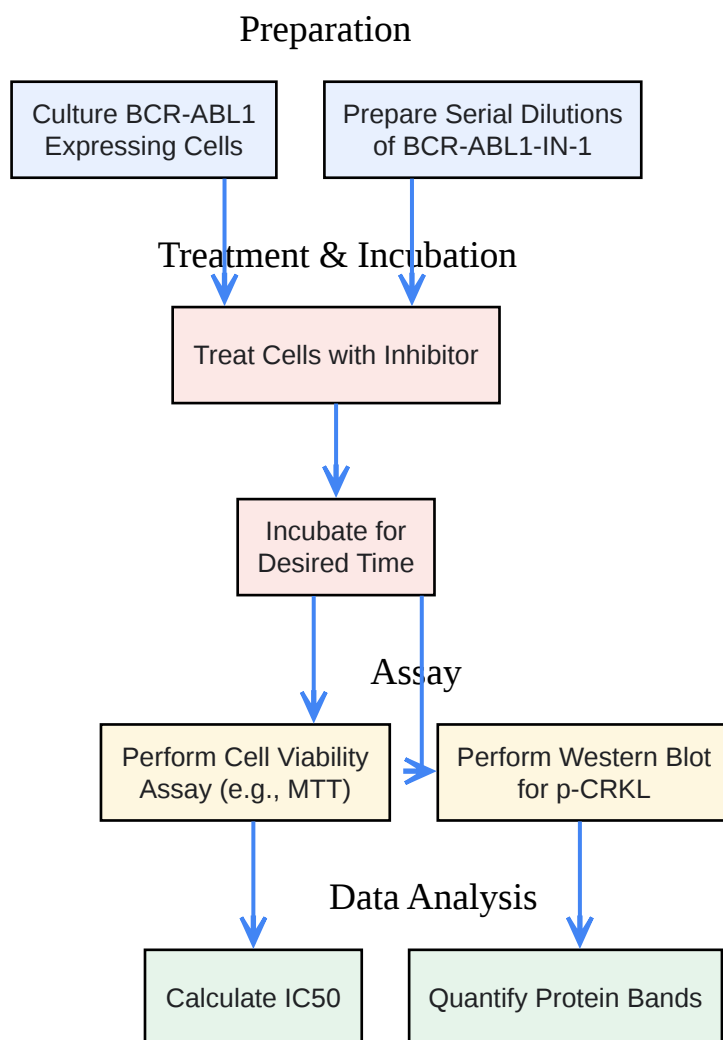 Preparation
Culture BCR-ABL1
Expressing Cells
Prepare Serial Dilutions
of BCR-ABL1-IN-1
Treatment & Incubation
Treat Cells with Inhibitor
Incubate for
Desired Time
Assay
Perform Cell Viability
Assay (e.g., MTT)
Perform Western Blot
for p-CRKL
Data Analysis
Calculate IC50
Quantify Protein Bands